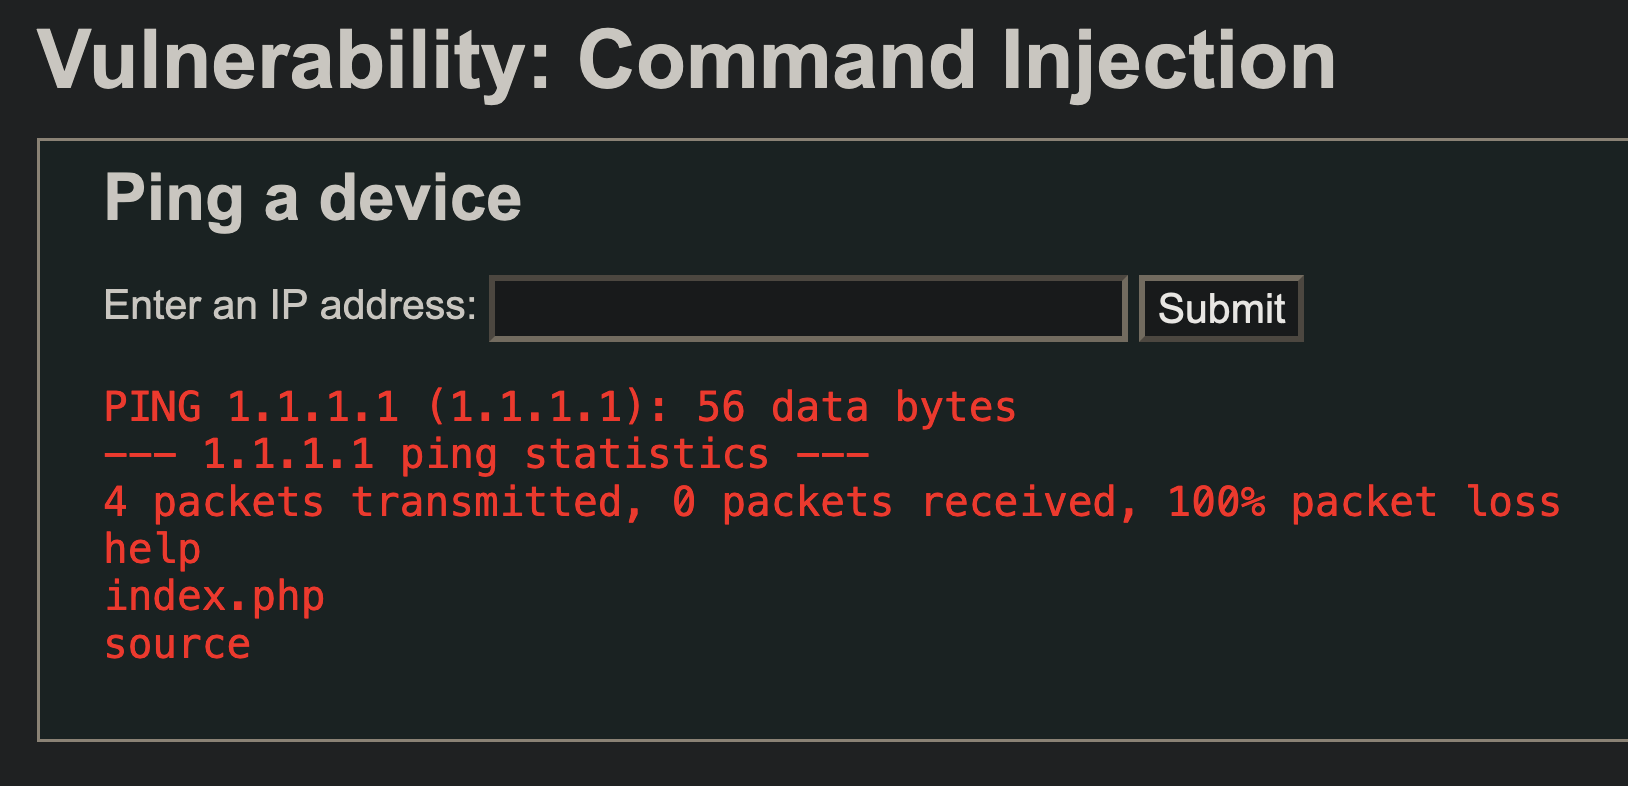 Vulnerability: Command Injection
Ping a device
Enter an IP address: Submit
PING 1.1.1.1 (1.1.1.1): 56 data bytes
--- 1.1.1.1 ping statistics ---
4 packets transmitted, 0 packets received, 100% packet loss
help
index.php
source